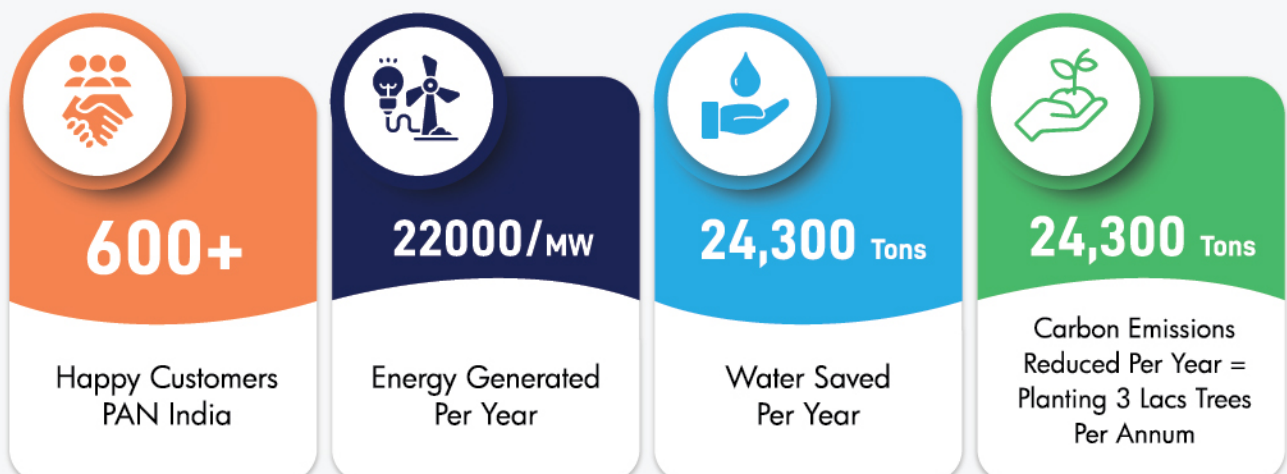 600+
Happy Customers
PAN India
22000/MW
Energy Generated
Per Year
24,300 Tons
Water Saved
Per Year
24,300 Tons
Carbon Emissions
Reduced Per Year =
Planting 3 Lacs Trees
Per Annum